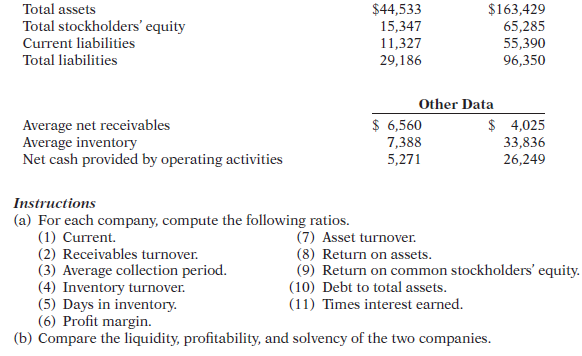 Total assets $44,533 $163,429
Total stockholders' equity 15,347 65,285
Current liabilities 11,327 55,390
Total liabilities 29,186 96,350
Other Data
Average net receivables $ 6,560 $ 4,025
Average inventory 7,388 33,836
Net cash provided by operating activities 5,271 26,249
Instructions
(a) For each company, compute the following ratios.
(1) Current. (7) Asset turnover.
(2) Receivables turnover. (8) Return on assets.
(3) Average collection period. (9) Return on common stockholders' equity.
(4) Inventory turnover. (10) Debt to total assets.
(5) Days in inventory. (11) Times interest earned.
(6) Profit margin.
(b) Compare the liquidity, profitability, and solvency of the two companies.